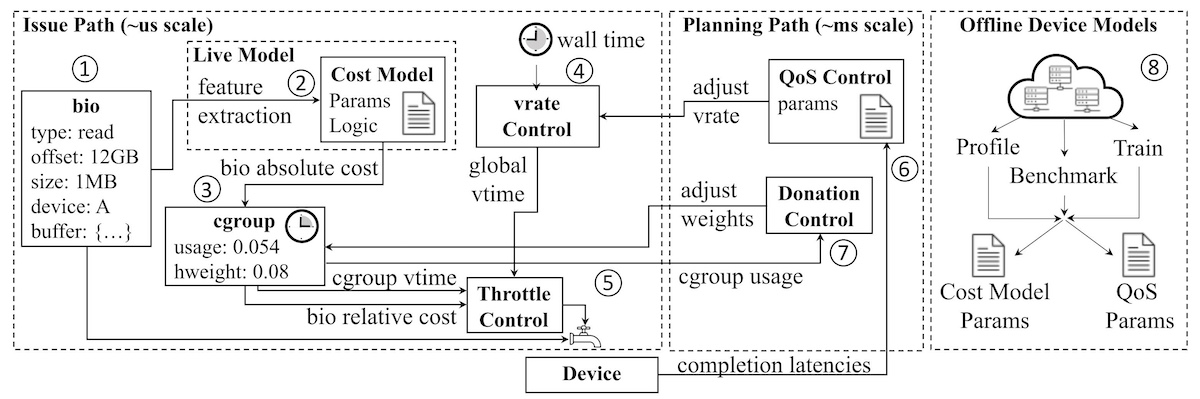 Issue Path (~us scale)
①
bio
type: read
offset: 12GB
size: 1MB
device: A
buffer: {…}
Live Model
feature
extraction
②
Cost Model
Params
Logic
bio absolute cost
③
cgroup
usage: 0.054
hweight: 0.08
wall time
④
vrate
Control
global
vtime
cgroup vtime
bio relative cost
Throttle
Control
⑤
Device
Planning Path (~ms scale)
adjust
vrate
QoS Control
params
⑥
adjust
weights
Donation
Control
⑦
cgroup usage
completion latencies
Offline Device Models
⑧
Profile
Benchmark
Train
Cost Model
Params
QoS
Params